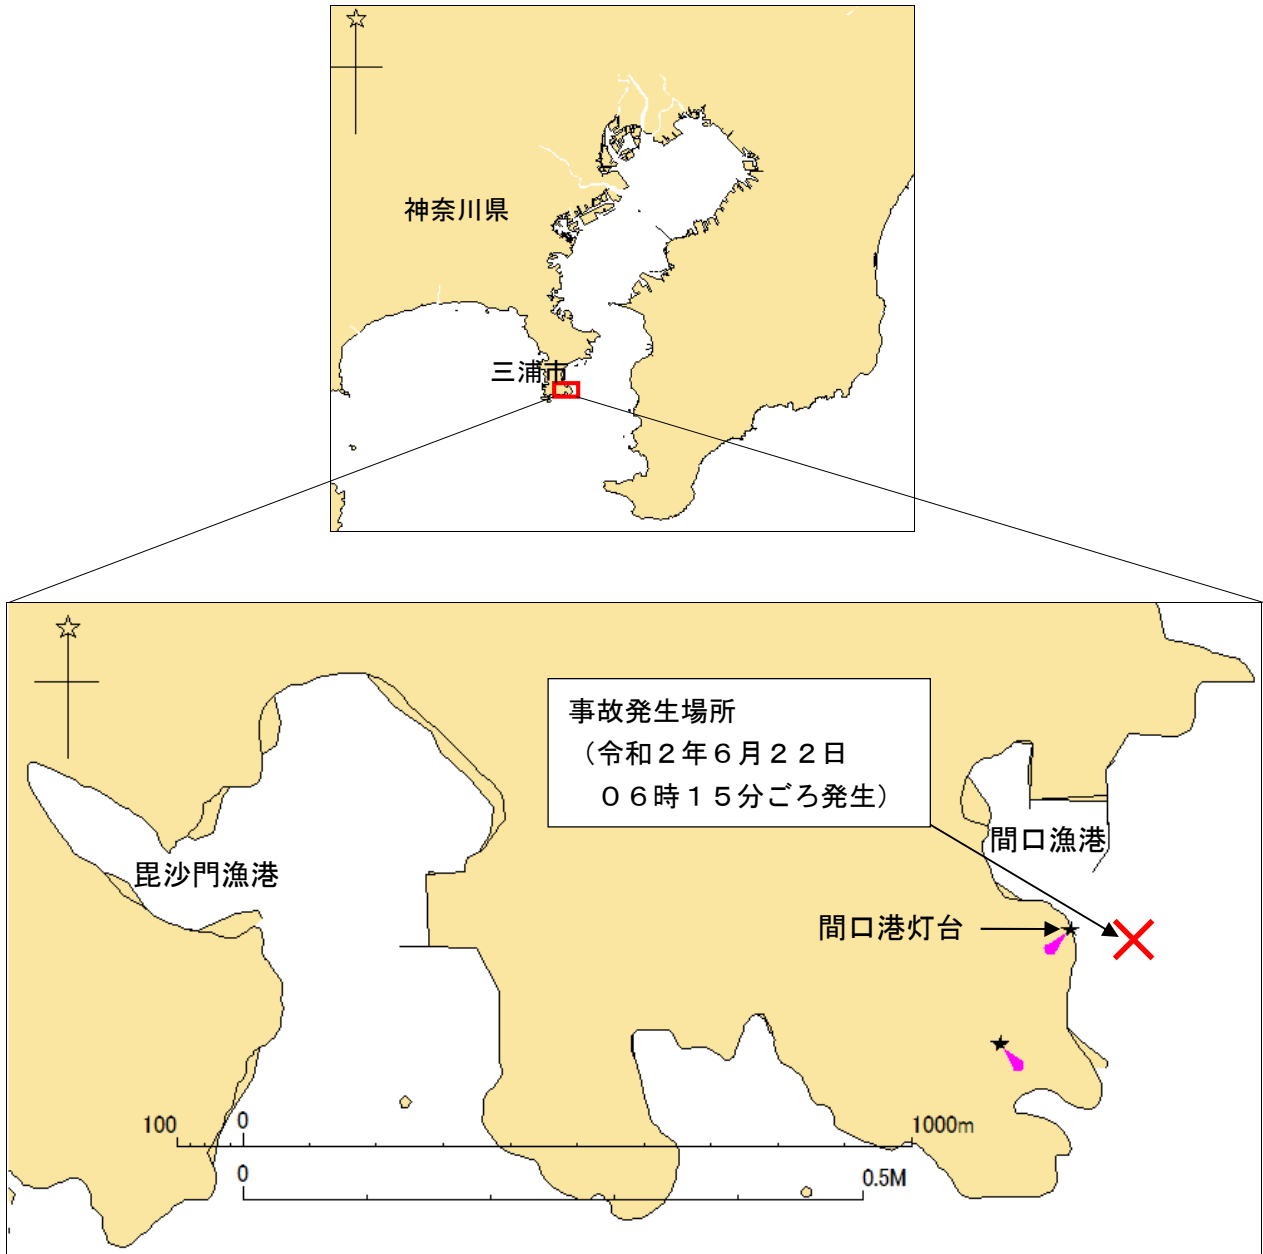 神奈川県
三浦市
事故発生場所
（令和２年６月２２日
０６時１５分ごろ発生）
間口漁港
毘沙門漁港
間口港灯台
100 0 1000m
0 0.5M